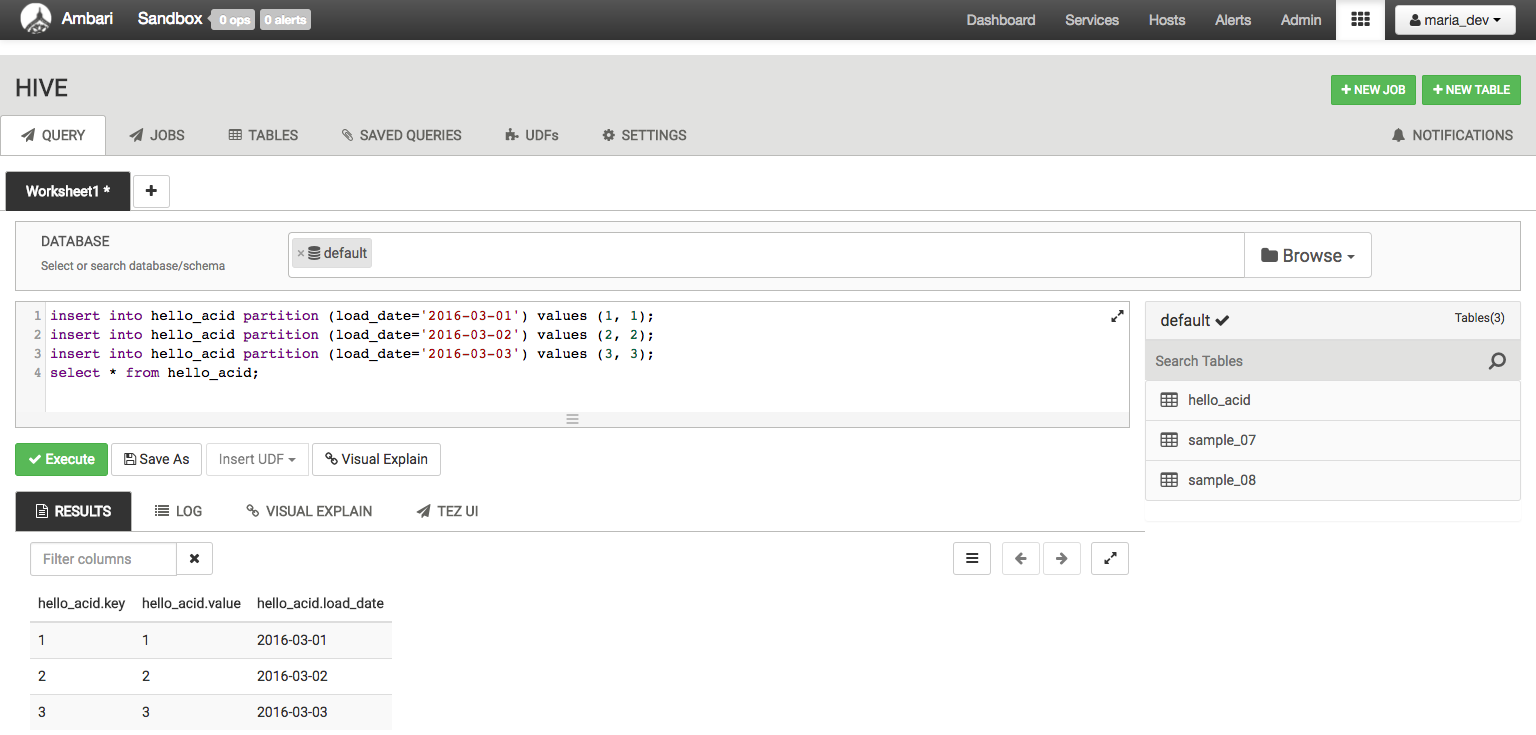 Ambari Sandbox 0 ops 0 alerts Dashboard Services Hosts Alerts Admin maria_dev
HIVE + NEW JOB + NEW TABLE
QUERY JOBS TABLES SAVED QUERIES UDFs SETTINGS NOTIFICATIONS
Worksheet1 * +
DATABASE
Select or search database/schema
× default Browse
1 insert into hello_acid partition (load_date='2016-03-01') values (1, 1);
2 insert into hello_acid partition (load_date='2016-03-02') values (2, 2);
3 insert into hello_acid partition (load_date='2016-03-03') values (3, 3);
4 select * from hello_acid;
default Tables(3)
Search Tables
hello_acid
sample_07
sample_08
Execute Save As Insert UDF Visual Explain
RESULTS LOG VISUAL EXPLAIN TEZ UI
Filter columns
hello_acid.key hello_acid.value hello_acid.load_date
1 1 2016-03-01
2 2 2016-03-02
3 3 2016-03-03